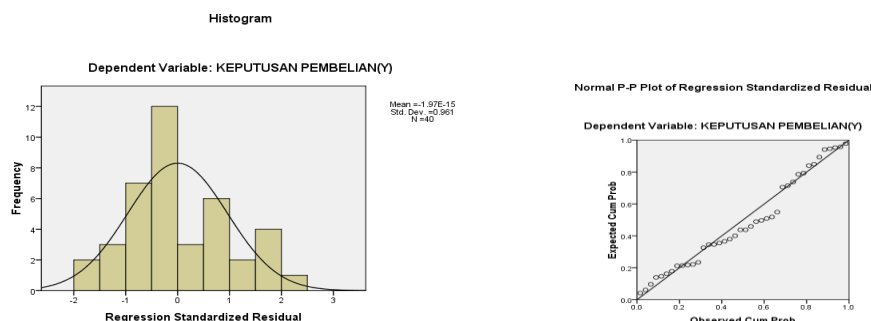 Histogram
Dependent Variable: KEPUTUSAN PEMBELIAN(Y)
Mean =-1.97E-15
Std. Dev. =0.961
N =40
Frequency
12
10
8
6
4
2
0
-2
-1
0
1
2
3
Regression Standardized Residual
Normal P-P Plot of Regression Standardized Residual
Dependent Variable: KEPUTUSAN PEMBELIAN(Y)
Expected Cum Prob
1.0
0.8
0.6
0.4
0.2
0.0
0.0
0.2
0.4
0.6
0.8
1.0
Observed Cum Prob